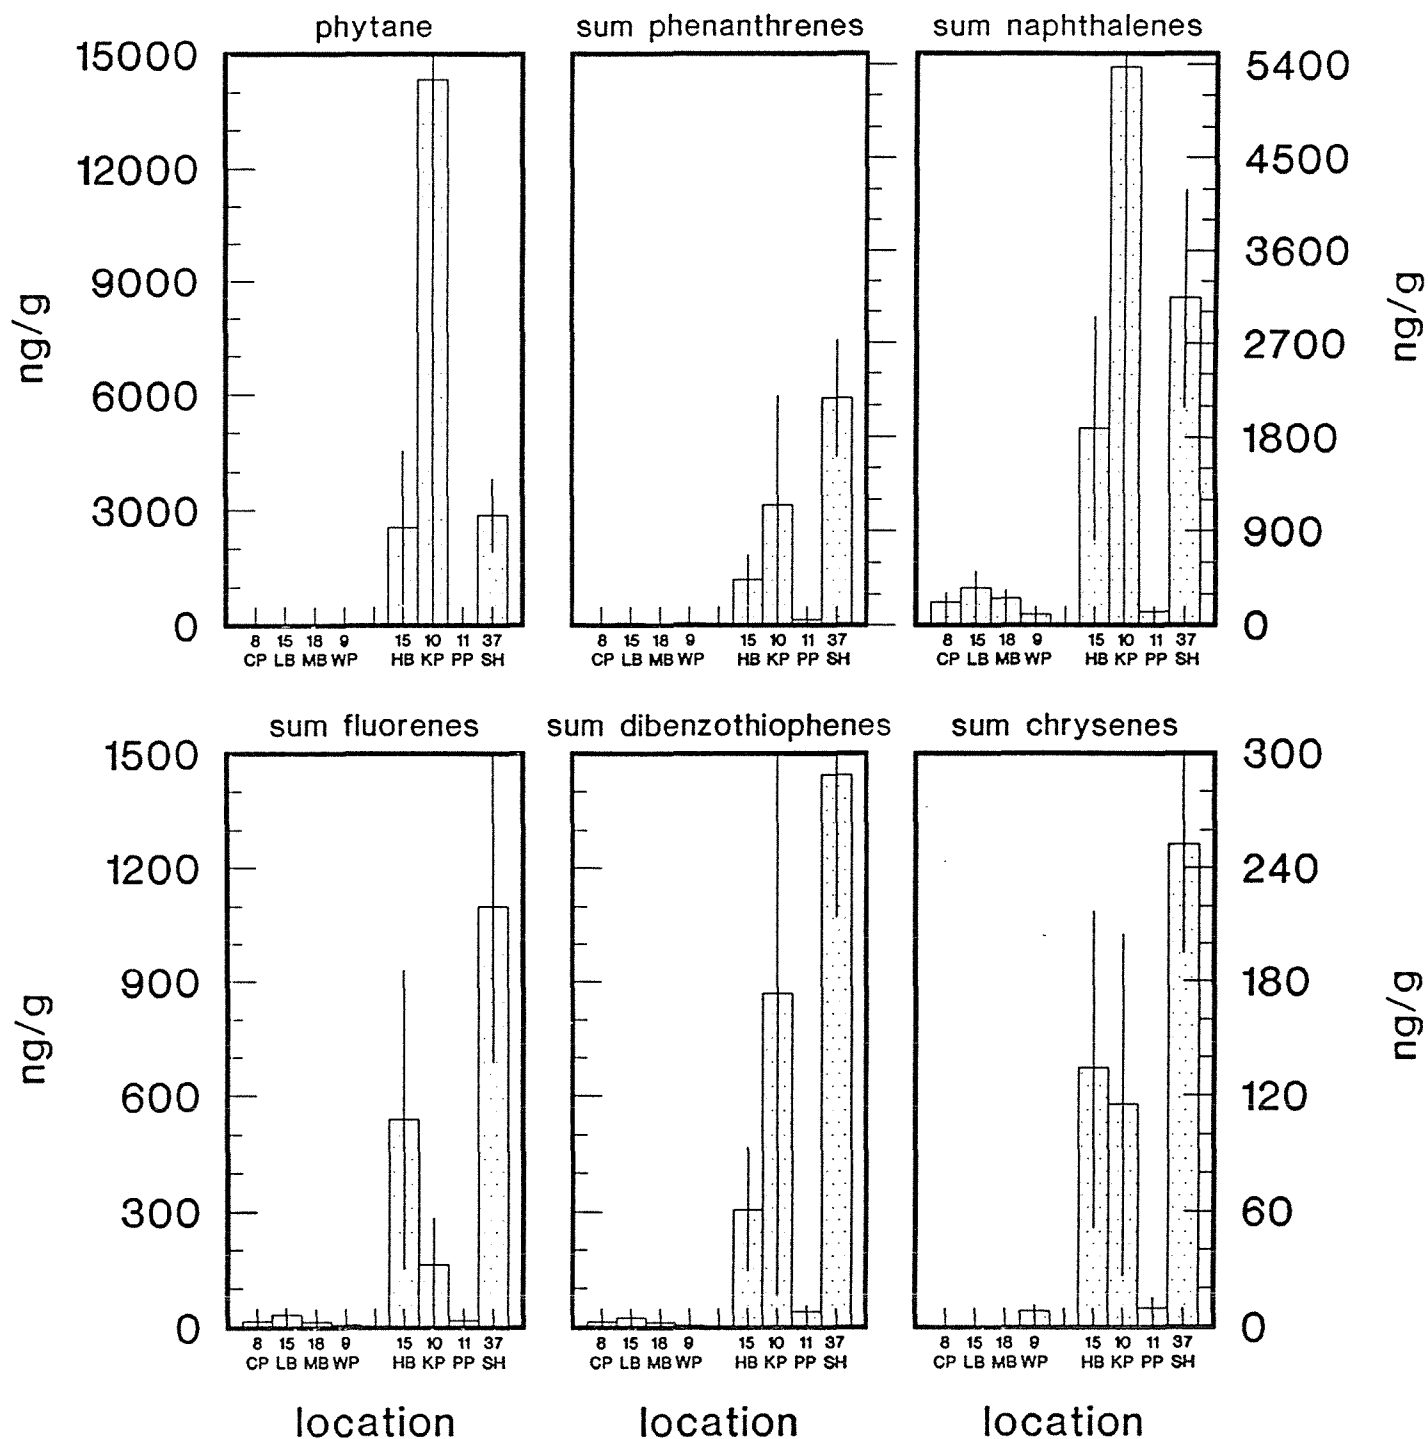 phytane
sum phenanthrenes
sum naphthalenes
15000
12000
9000
6000
3000
0
ng/g
5400
4500
3600
2700
1800
900
0
ng/g
8 15 18 9 15 10 11 37
CP LB MB WP HB KP PP SH
8 15 18 9 15 10 11 37
CP LB MB WP HB KP PP SH
8 15 18 9 15 10 11 37
CP LB MB WP HB KP PP SH
sum fluorenes
sum dibenzothiophenes
sum chrysenes
1500
1200
900
600
300
0
ng/g
300
240
180
120
60
0
ng/g
8 15 18 9 15 10 11 37
CP LB MB WP HB KP PP SH
8 15 18 9 15 10 11 37
CP LB MB WP HB KP PP SH
8 15 18 9 15 10 11 37
CP LB MB WP HB KP PP SH
location
location
location